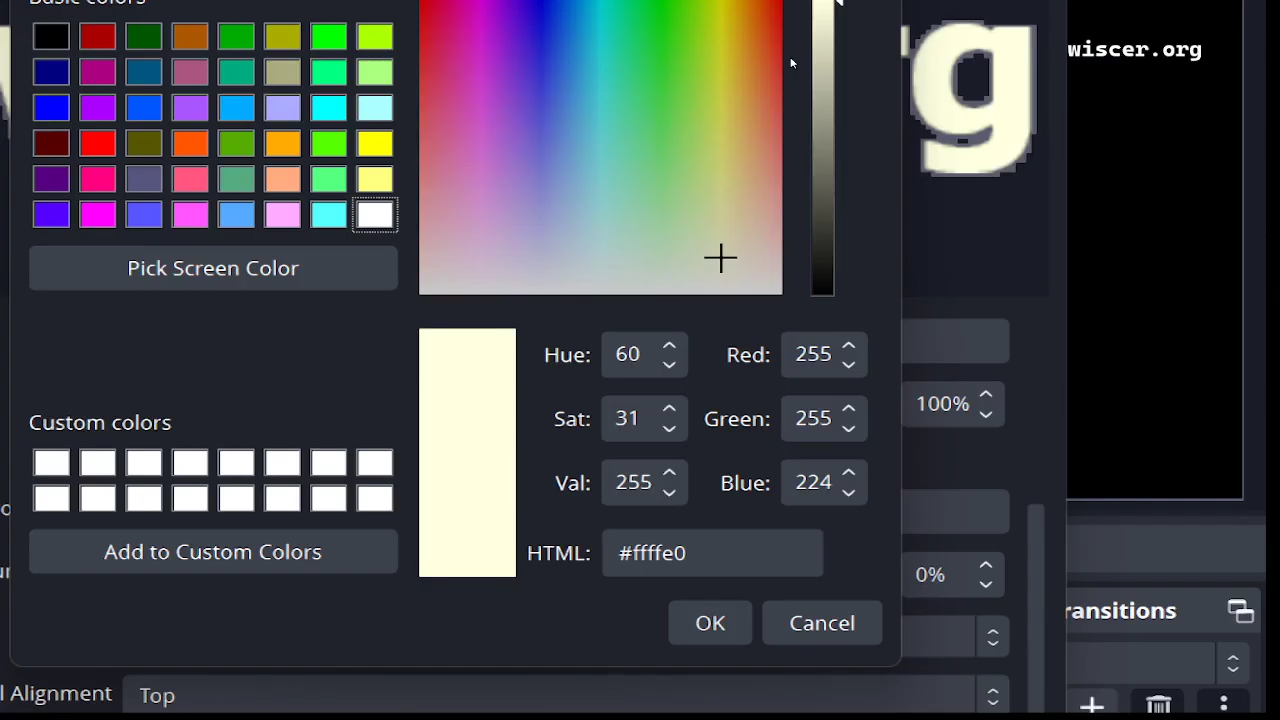 Basic colors
g
wiscer.org
Pick Screen Color
Hue: 60 Red: 255
100%
Custom colors
Sat: 31 Green: 255
Val: 255 Blue: 224
Add to Custom Colors
HTML: #ffffe0
0%
OK Cancel
ransitions
l Alignment Top